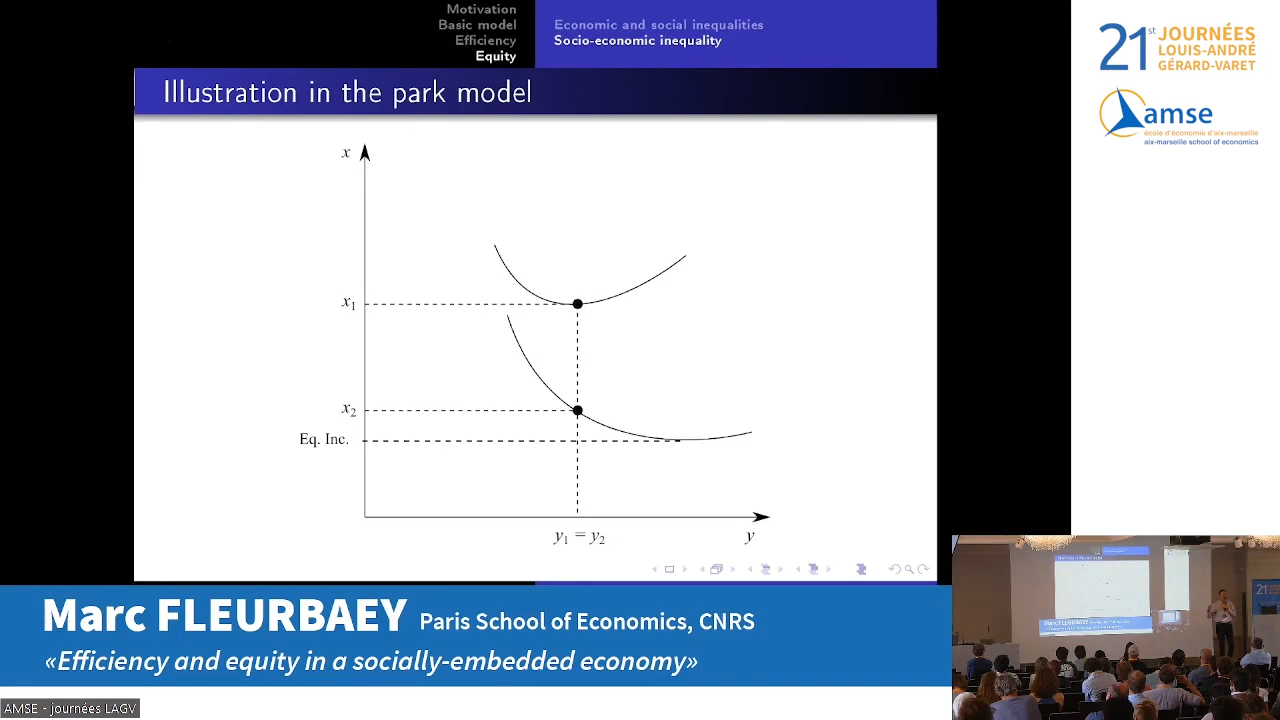 Motivation
Basic model
Efficiency
Equity
Economic and social inequalities
Socio-economic inequality
Illustration in the park model
x
x₁
x₂
Eq. Inc.
y₁ = y₂
y
21st JOURNÉES
LOUIS-ANDRÉ
GÉRARD-VARET
amse
école d'économie d'aix-marseille
aix-marseille school of economics
Marc FLEURBAEY Paris School of Economics, CNRS
«Efficiency and equity in a socially-embedded economy»
AMSE - journées LAGV